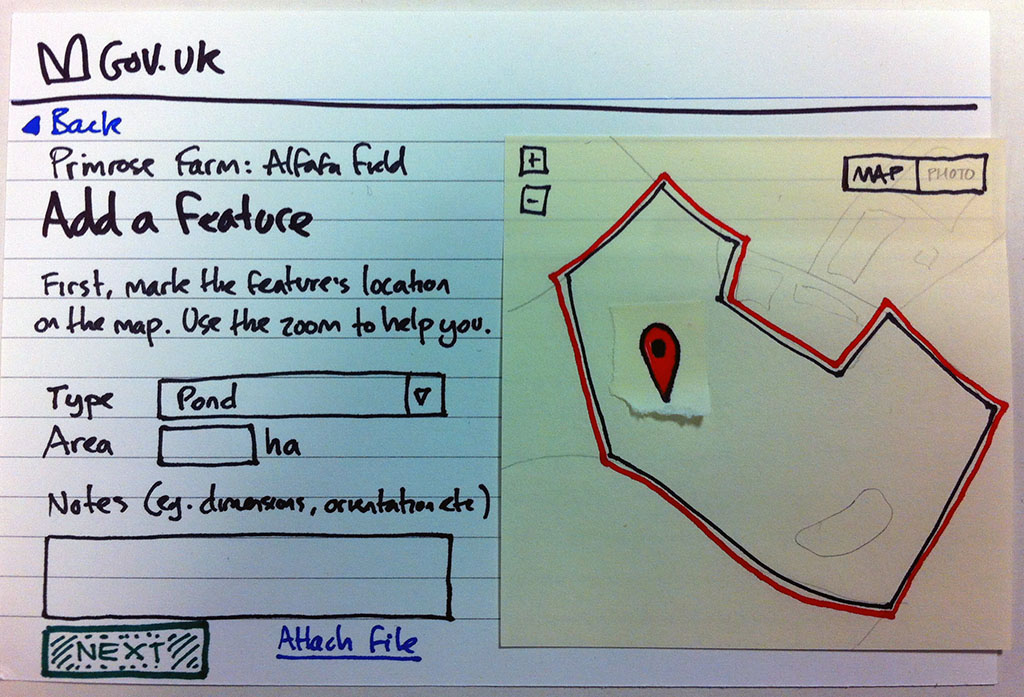 Gov.uk
Back
Primrose Farm: Alfafa Field
Add a Feature
First, mark the feature's location
on the map. Use the zoom to help you.
Type Pond
Area ha
Notes (eg. dimensions, orientation etc)
NEXT
Attach File
+
-
MAP PHOTO